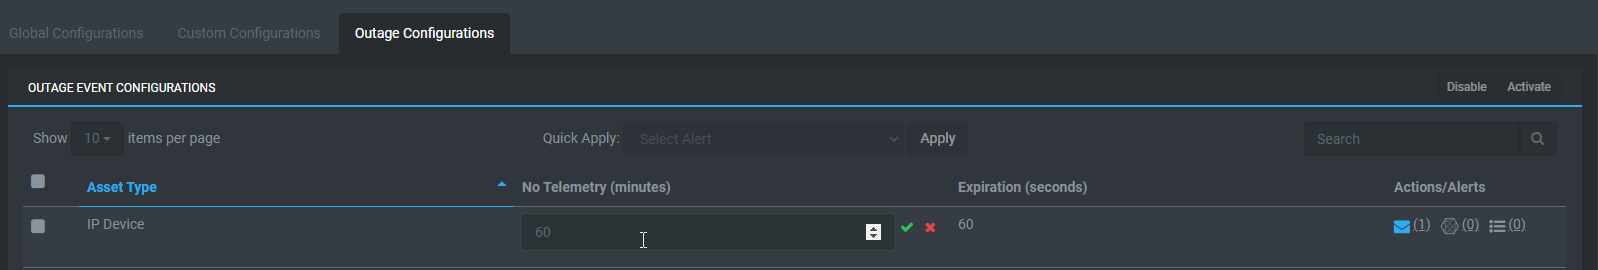 Global Configurations Custom Configurations Outage Configurations
OUTAGE EVENT CONFIGURATIONS Disable Activate
Show 10 items per page Quick Apply: Select Alert Apply Search
Asset Type No Telemetry (minutes) Expiration (seconds) Actions/Alerts
IP Device 60 60 (1) (0) (0)